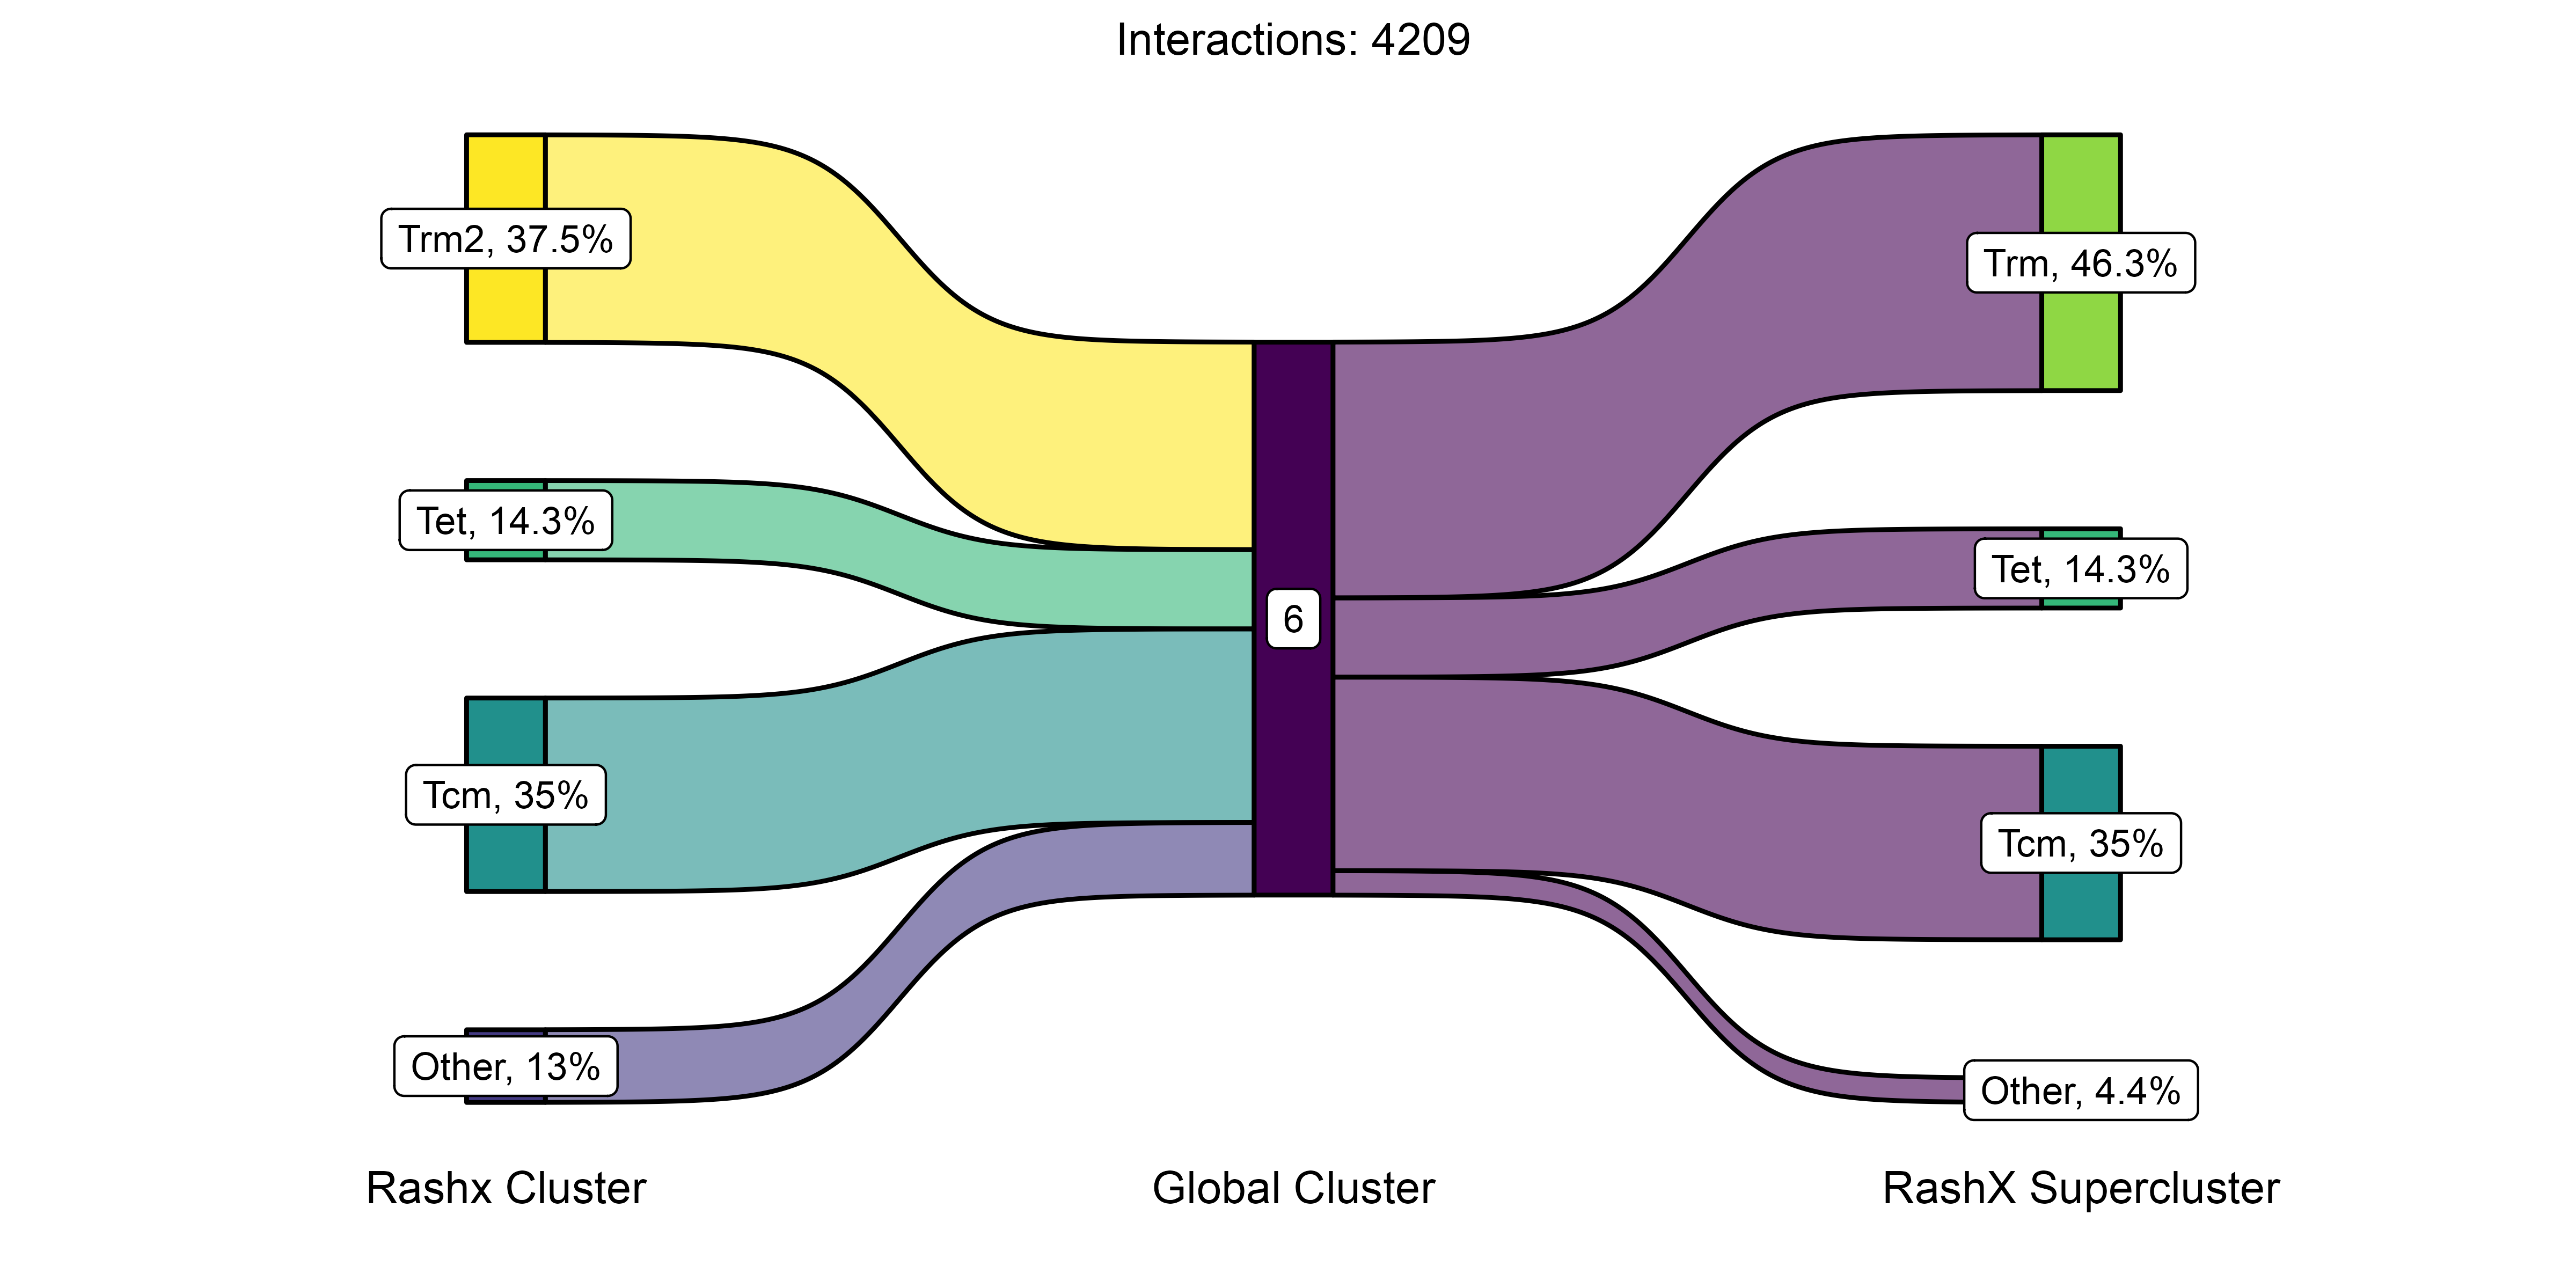 Interactions: 4209
Trm2, 37.5%
Tet, 14.3%
Tcm, 35%
Other, 13%
6
Trm, 46.3%
Tet, 14.3%
Tcm, 35%
Other, 4.4%
Rashx Cluster
Global Cluster
RashX Supercluster